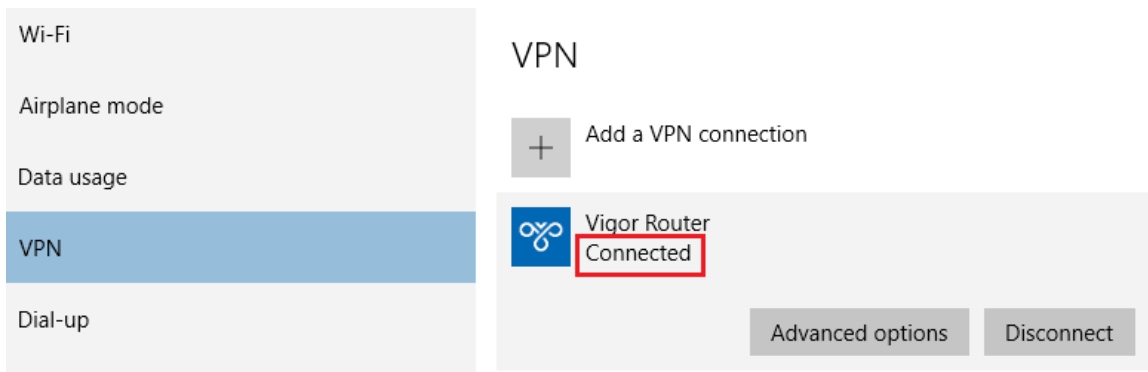 Wi-Fi
Airplane mode
Data usage
VPN
Dial-up
VPN
Add a VPN connection
Vigor Router
Connected
Advanced options
Disconnect